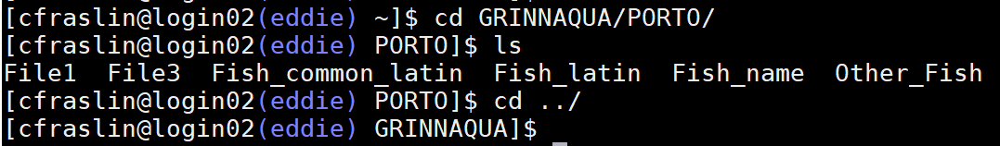 [cfraslin@login02(eddie) ~]$ cd GRINNAQUA/PORTO/
[cfraslin@login02(eddie) PORTO]$ ls
File1  File3  Fish_common_latin  Fish_latin  Fish_name  Other_Fish
[cfraslin@login02(eddie) PORTO]$ cd ../
[cfraslin@login02(eddie) GRINNAQUA]$